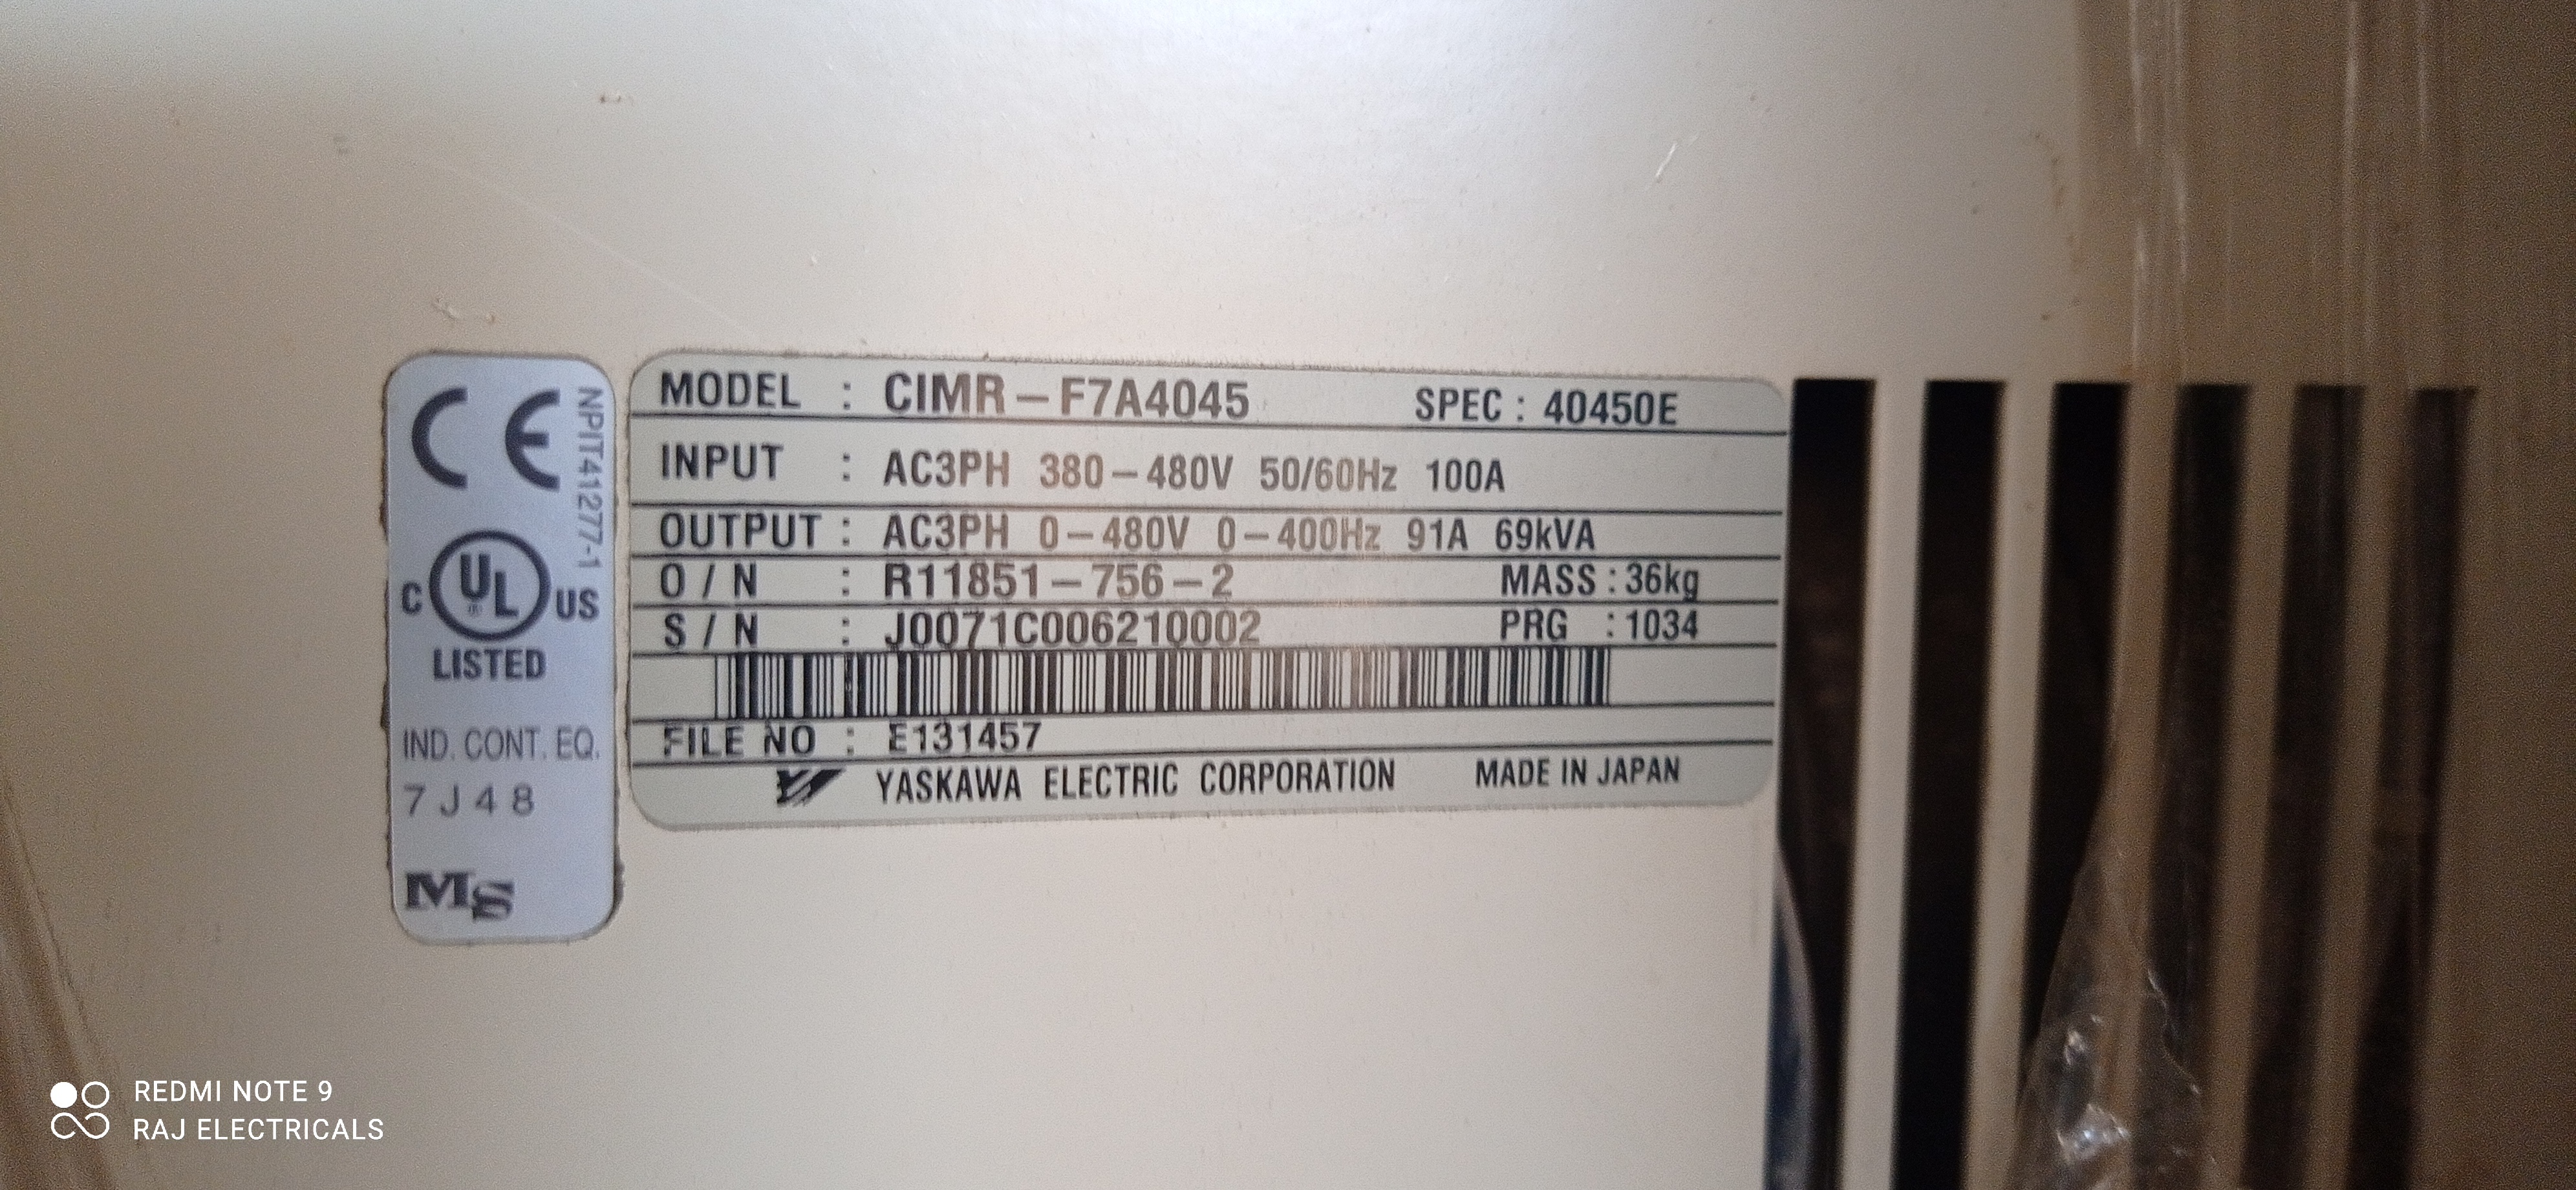 CE
NPIT41277-1
C UL US
®
LISTED
IND. CONT. EQ.
7J48
MS
MODEL : CIMR-F7A4045 SPEC : 40450E
INPUT : AC3PH 380-480V 50/60Hz 100A
OUTPUT : AC3PH 0-480V 0-400Hz 91A 69kVA
O/N : R11851-756-2 MASS : 36kg
S/N : J0071C006210002 PRG : 1034
FILE NO : E131457
YASKAWA ELECTRIC CORPORATION MADE IN JAPAN
REDMI NOTE 9
RAJ ELECTRICALS